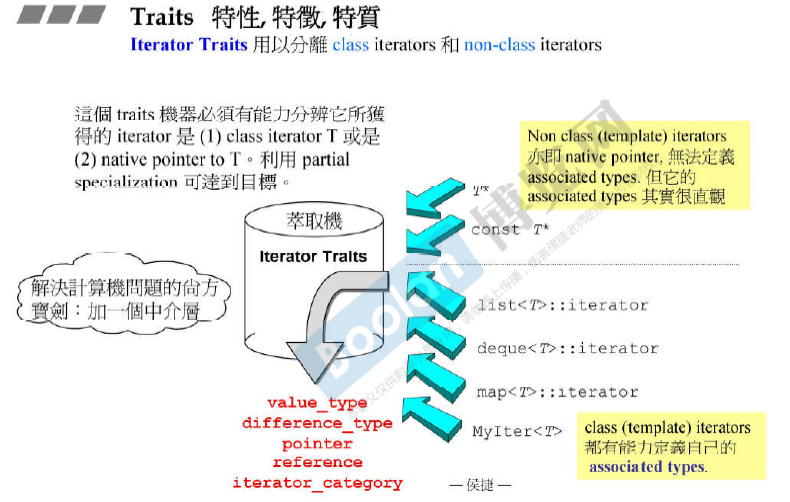 Traits 特性, 特徵, 特質
Iterator Traits 用以分離 class iterators 和 non-class iterators
這個 traits 機器必須有能力分辨它所獲
得的 iterator 是 (1) class iterator T 或是
(2) native pointer to T。利用 partial
specialization 可達到目標。
Non class (template) iterators
亦即 native pointer, 無法定義
associated types. 但它的
associated types 其實很直觀
T*
const T*
萃取機
Iterator Traits
解決計算機問題的尚方
寶劍：加一個中介層
list<T>::iterator
deque<T>::iterator
map<T>::iterator
MyIter<T>
value_type
difference_type
pointer
reference
iterator_category
class (template) iterators
都有能力定義自己的
associated types.
— 侯捷 —
Boolan 博览网